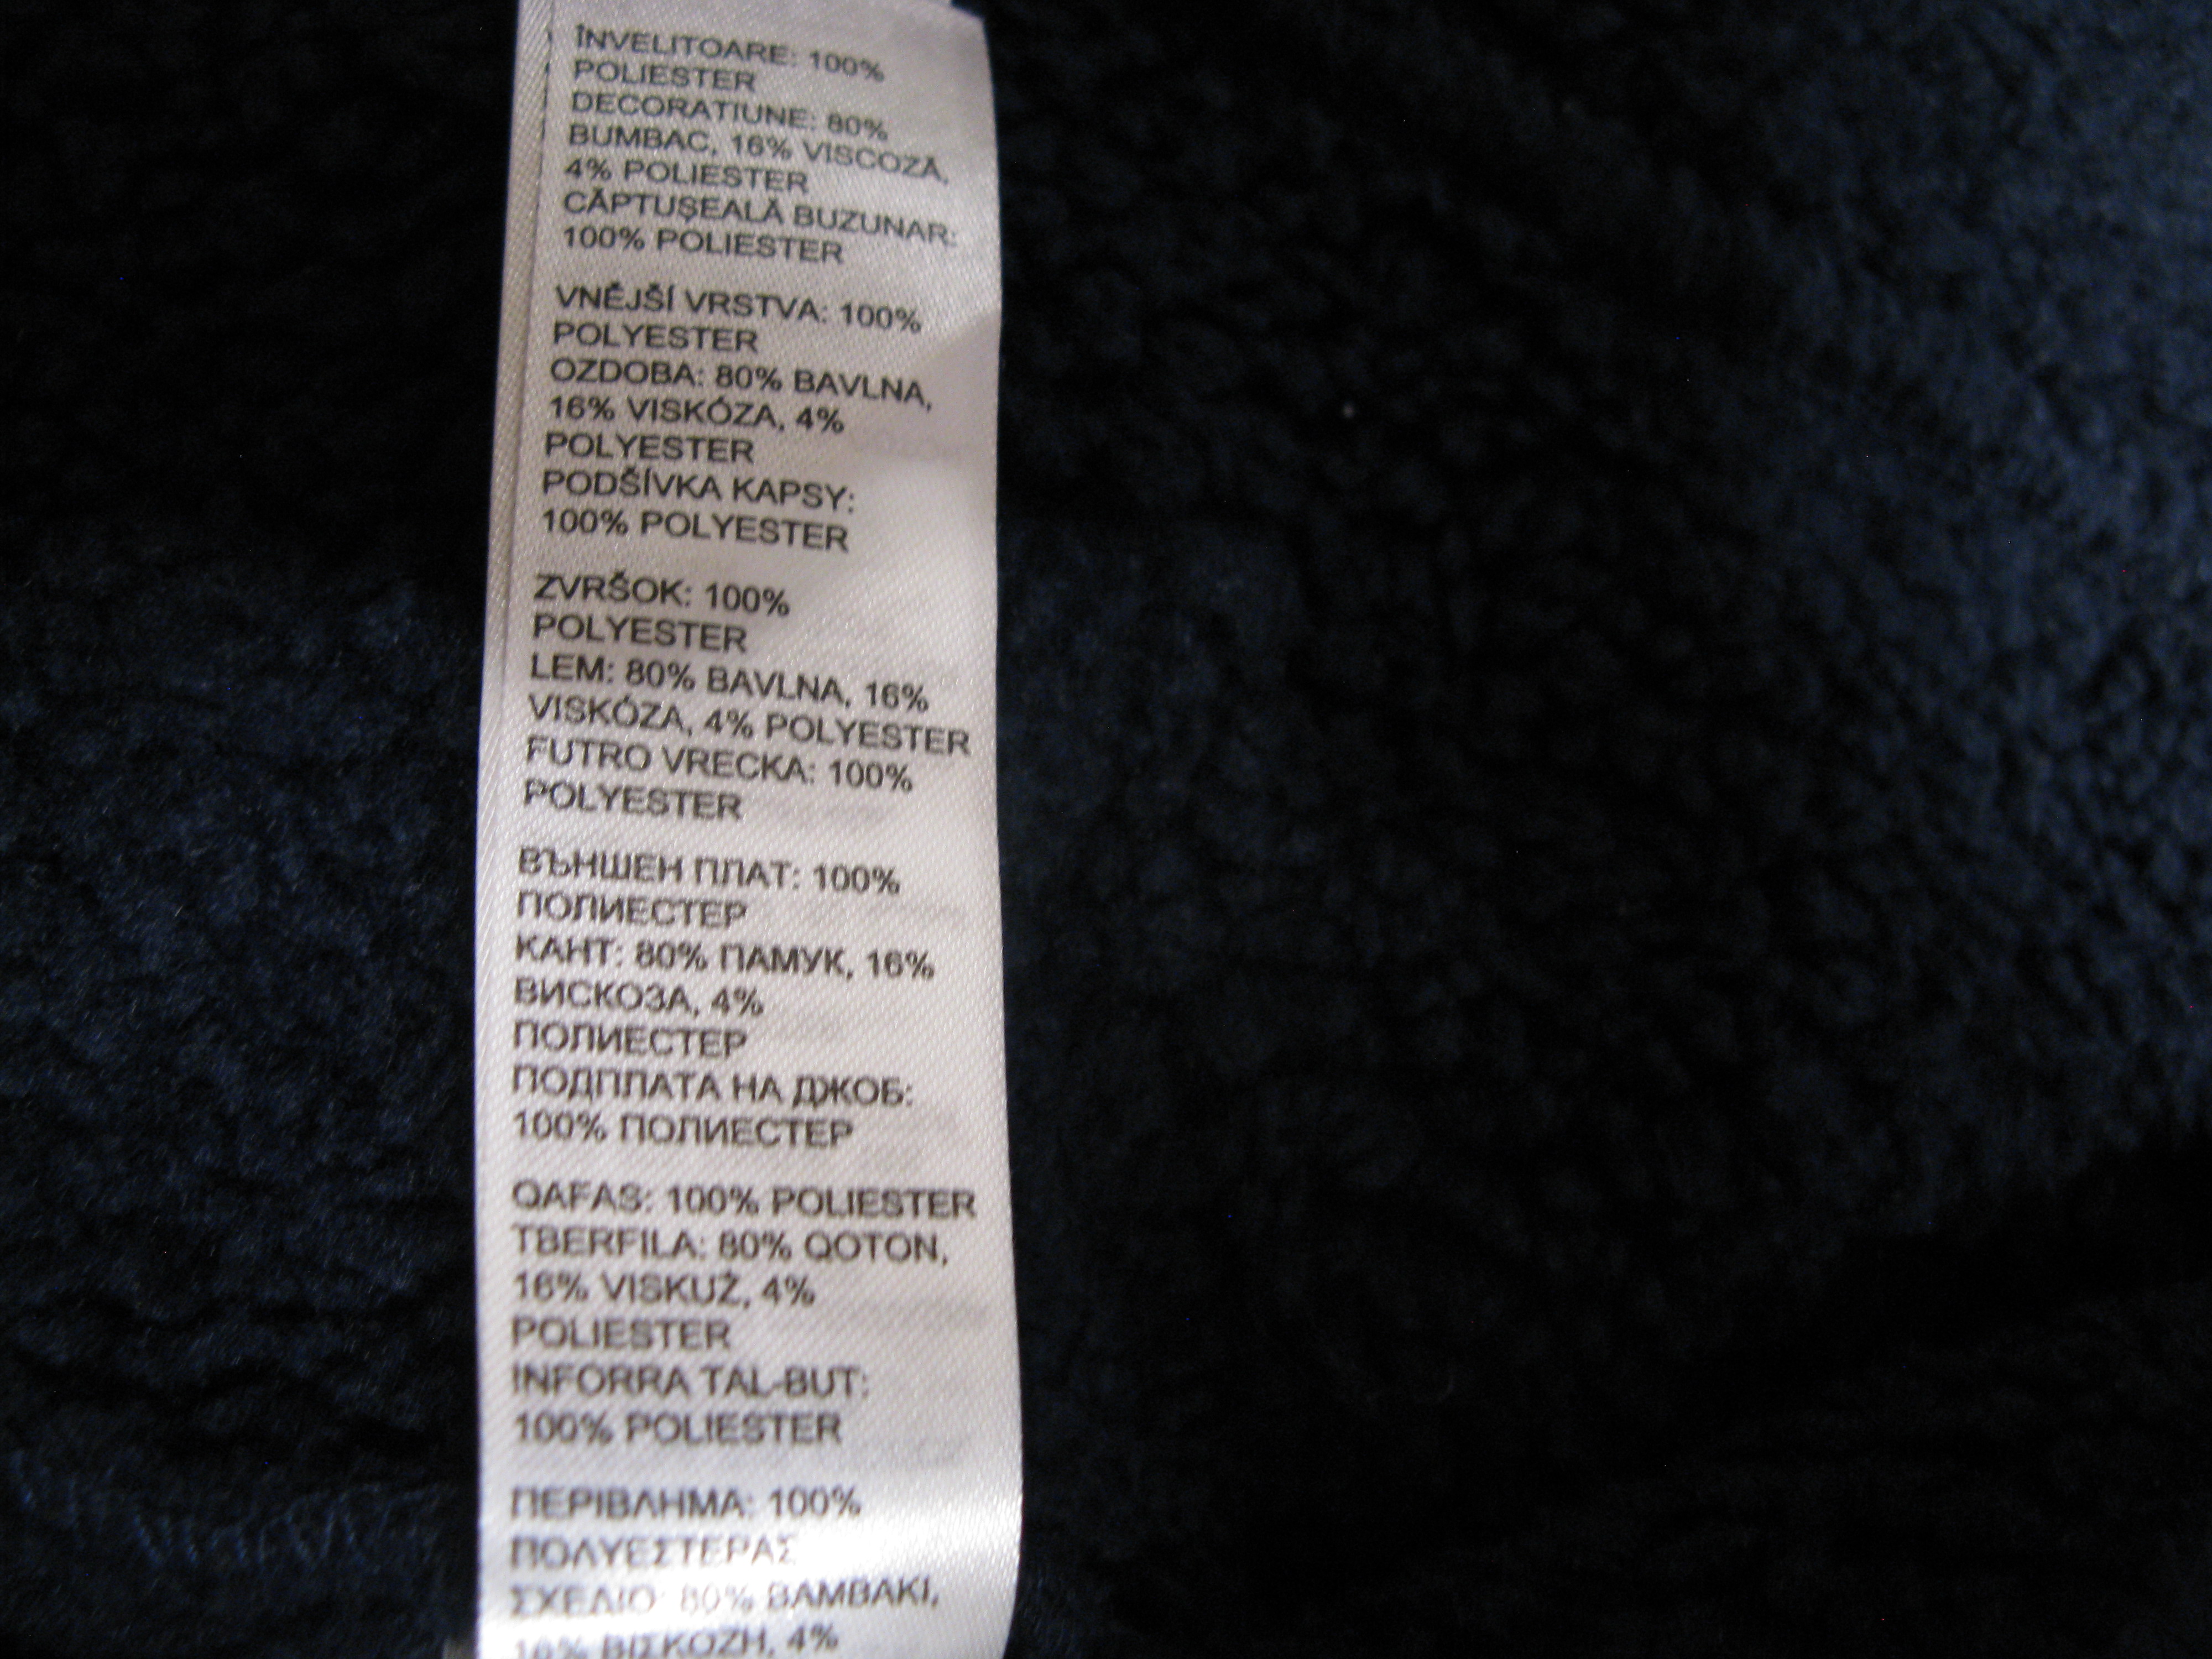 ÎNVELITOARE: 100%
POLIESTER
DECORAȚIUNE: 80%
BUMBAC, 16% VISCOZĂ,
4% POLIESTER
CĂPTUȘEALĂ BUZUNAR:
100% POLIESTER
VNĚJŠÍ VRSTVA: 100%
POLYESTER
OZDOBA: 80% BAVLNA,
16% VISKÓZA, 4%
POLYESTER
PODŠÍVKA KAPSY:
100% POLYESTER
ZVRŠOK: 100%
POLYESTER
LEM: 80% BAVLNA, 16%
VISKÓZA, 4% POLYESTER
FUTRO VRECKA: 100%
POLYESTER
ВЪНШЕН ПЛАТ: 100%
ПОЛИЕСТЕР
КАНТ: 80% ПАМУК, 16%
ВИСКОЗА, 4%
ПОЛИЕСТЕР
ПОДПЛАТА НА ДЖОБ:
100% ПОЛИЕСТЕР
QAFAS: 100% POLIESTER
TBERFILA: 80% QOTON,
16% VISKUŻ, 4%
POLIESTER
INFORRA TAL-BUT:
100% POLIESTER
ΠΕΡΙΒΛΗΜΑ: 100%
ΠΟΛΥΕΣΤΕΡΑΣ
ΣΧΕΔΙΟ: 80% ΒΑΜΒΑΚΙ,
16% ΒΙΣΚΟΖΗ, 4%